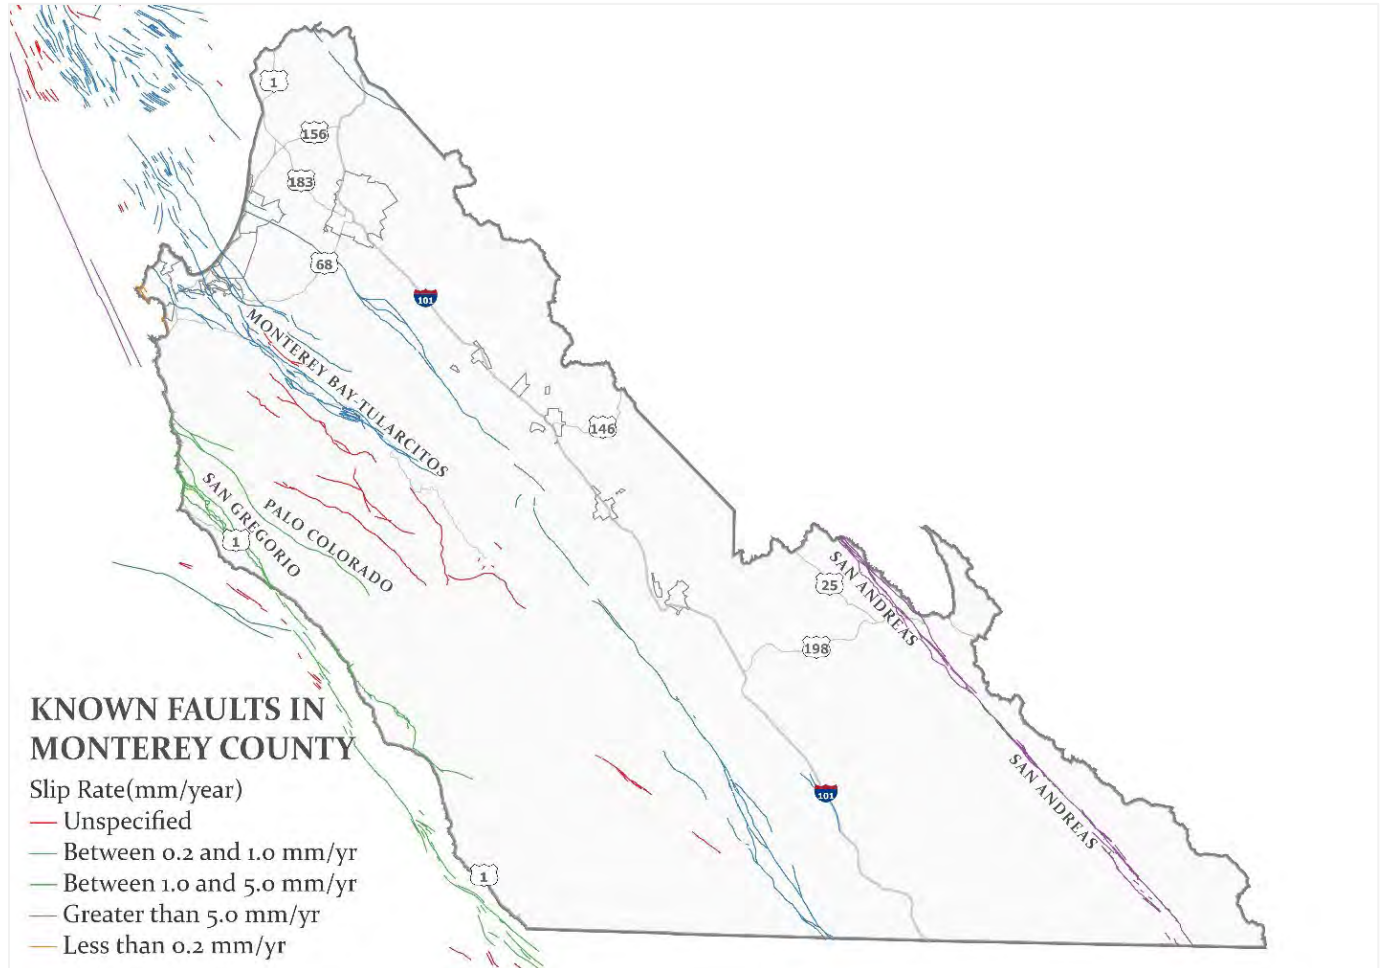 1
156
183
68
101
MONTEREY BAY-TULARCITOS
146
SAN GREGORIO
PALO COLORADO
1
SAN ANDREAS
25
198
KNOWN FAULTS IN
MONTEREY COUNTY
Slip Rate(mm/year)
Unspecified
Between 0.2 and 1.0 mm/yr
Between 1.0 and 5.0 mm/yr
Greater than 5.0 mm/yr
Less than 0.2 mm/yr
101
SAN ANDREAS
1